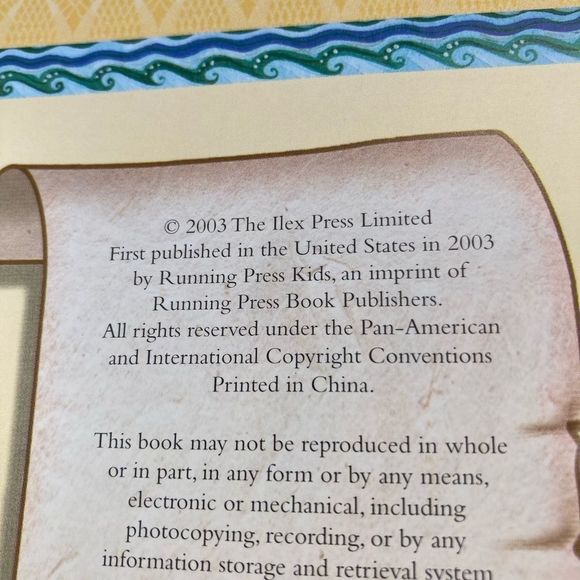 © 2003 The Ilex Press Limited
First published in the United States in 2003
by Running Press Kids, an imprint of
Running Press Book Publishers.
All rights reserved under the Pan-American
and International Copyright Conventions
Printed in China.
This book may not be reproduced in whole
or in part, in any form or by any means,
electronic or mechanical, including
photocopying, recording, or by any
information storage and retrieval system